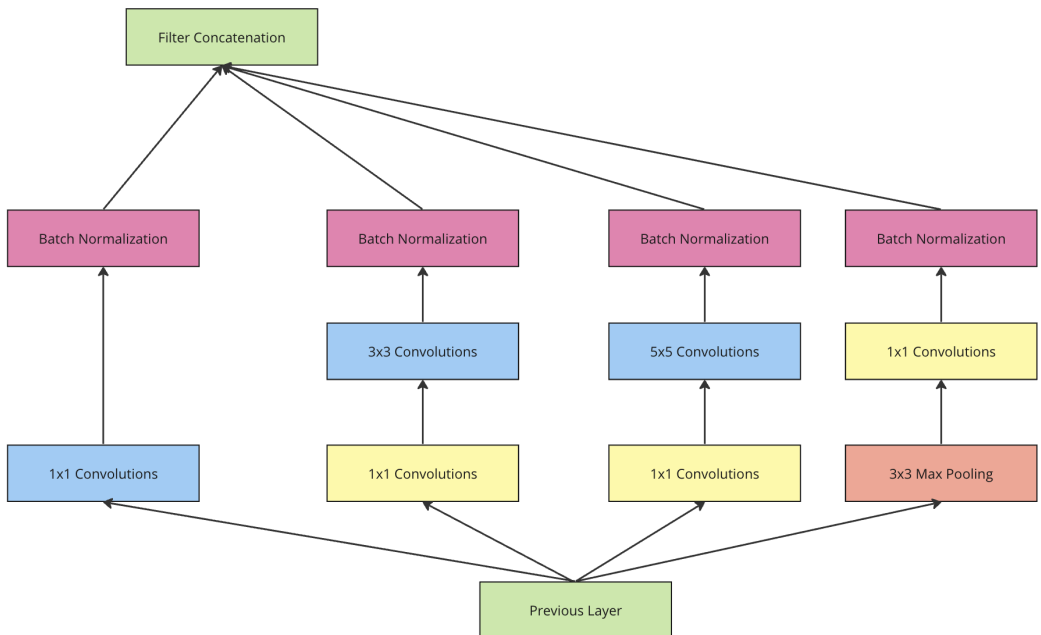 Filter Concatenation
Batch Normalization
Batch Normalization
Batch Normalization
Batch Normalization
3x3 Convolutions
5x5 Convolutions
1x1 Convolutions
1x1 Convolutions
1x1 Convolutions
1x1 Convolutions
3x3 Max Pooling
Previous Layer